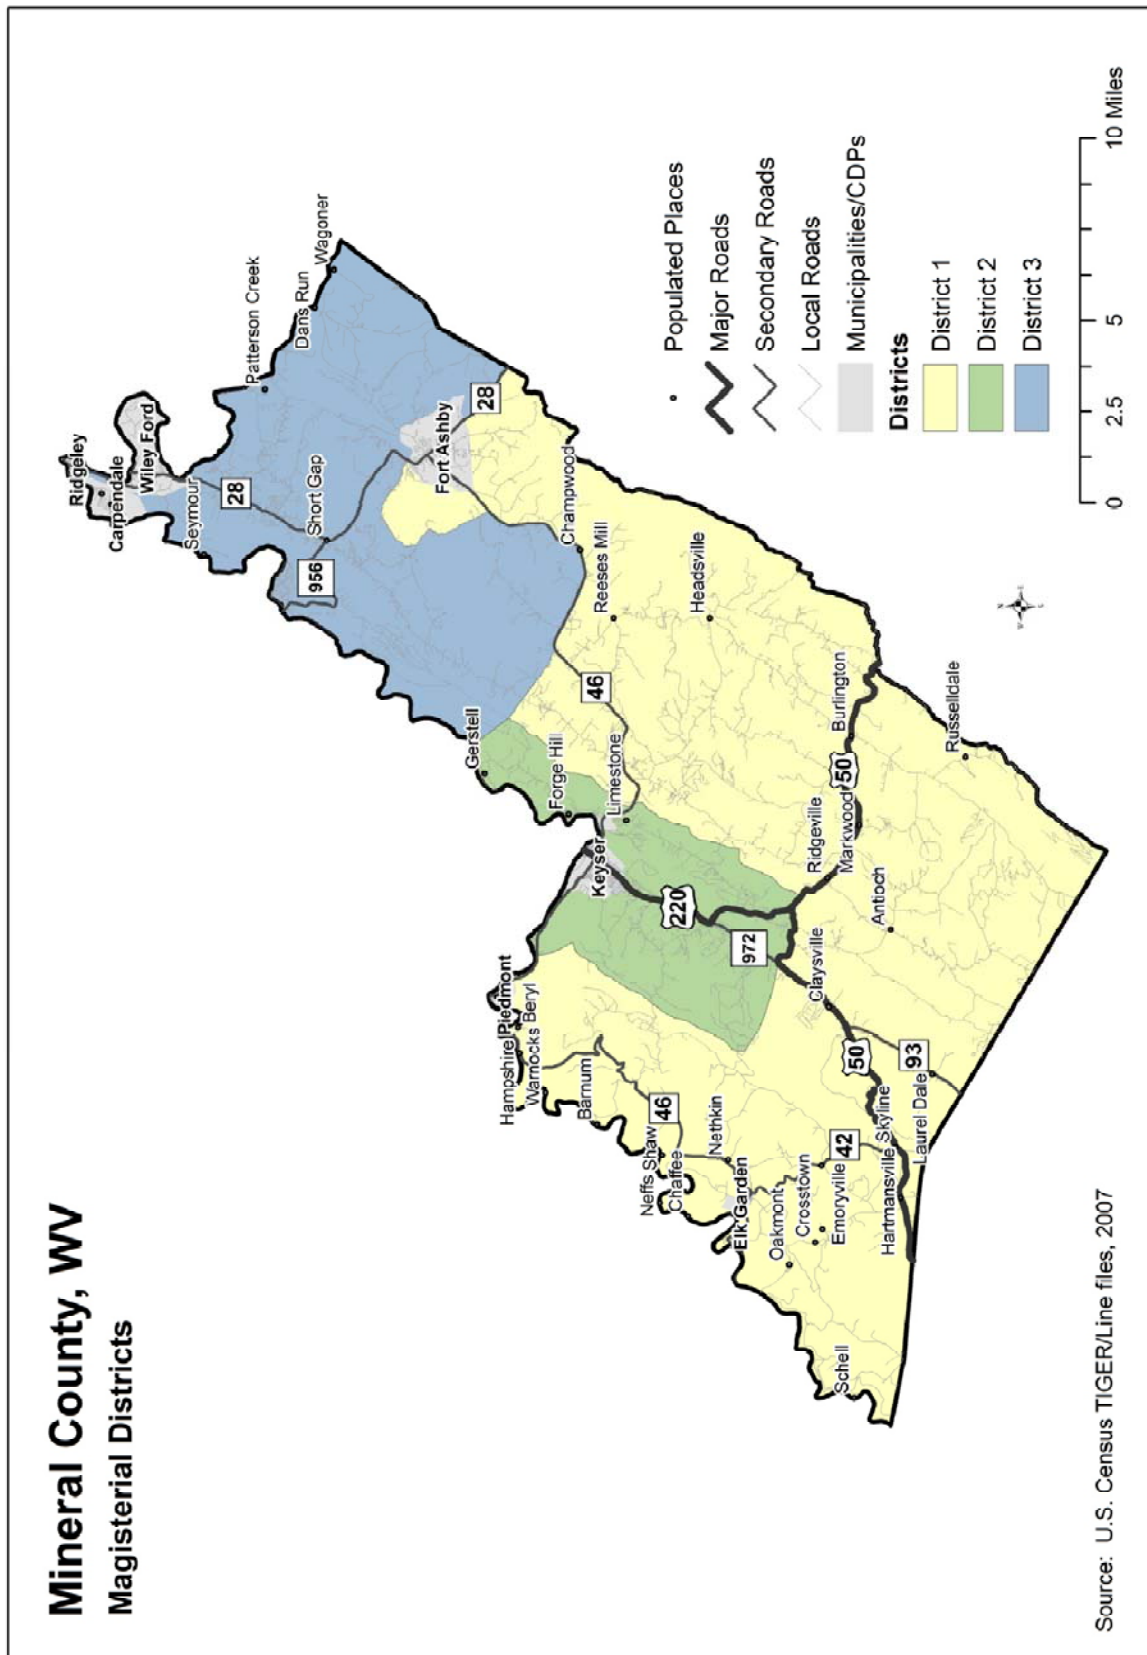 Mineral County, WV
Magisterial Districts
Ridgeley
Carpendale
Wiley Ford
Seymour
28
Patterson Creek
Short Gap
Dans Run
Wagoner
956
Fort Ashby
28
Champwood
Gerstell
Reeses Mill
46
Forge Hill
Limestone
Headsville
Keyser
Piedmont
Hampshire
Beryl
Warnocks
Barnum
220
972
46
Neffs
Shaw
Chaffee
Nethkin
Elk Garden
Oakmont
Crosstown
Emoryville
42
Ridgeville
Markwood
50
Burlington
Claysville
Antioch
Russelldale
50
93
Skyline
Hartmansville
Laurel Dale
Schell
Populated Places
Major Roads
Secondary Roads
Local Roads
Municipalities/CDPs
Districts
District 1
District 2
District 3
0 2.5 5 10 Miles
Source: U.S. Census TIGER/Line files, 2007